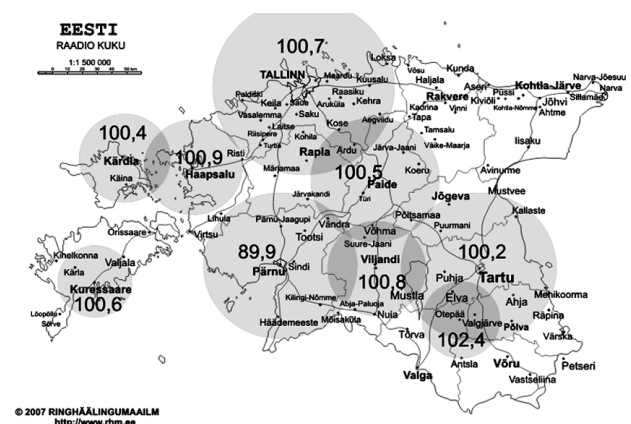 EESTI
RAADIO KUKU
1:1 500 000
100,7
TALLINN
Maardu
Loksa
Kuusalu
Võsu
Haljala
Kunda
Aseri
Kohtla-Järve
Narva-Jõesuu
Narva
Sillamäe
Paldiski
Keila
Saue
Raasiku
Aruküla
Kehra
Rakvere
Kiviõli
Püssi
Kohtla-Nõmme
Jõhvi
Ahtme
Vasalemma
Saku
Kadrina
Vinni
Tapa
Laitse
Kose
Aegviidu
Tamsalu
Riisipere
Kohila
Iisaku
100,4
Kärdla
Käina
100,9
Haapsalu
Risti
Turba
Rapla
Ardu
Järva-Jaani
Väike-Maarja
Märjamaa
100,5
Paide
Koeru
Avinurme
Türi
Järvakandi
Jõgeva
Mustvee
Lihula
Pärnu-Jaagupi
Vändra
Põltsamaa
Kallaste
Virtsu
Orissaare
Tootsi
Võhma
Puurmani
Suure-Jaani
Kihelkonna
Valjala
Kärla
89,9
Pärnu
Sindi
Viljandi
100,2
Tartu
Puhja
Kuressaare
100,6
100,8
Mustla
Elva
Ahja
Mehikoorma
Kilingi-Nõmme
Abja-Paluoja
Lõopõllu
Sõrve
Häädemeeste
Mõisaküla
Nuia
Otepää
Valgjärve
Räpina
Põlva
Tõrva
102,4
Värska
Antsla
Võru
Petseri
Valga
Vastseliina
© 2007 RINGHÄÄLINGUMAAILM
http://www.rhm.ee